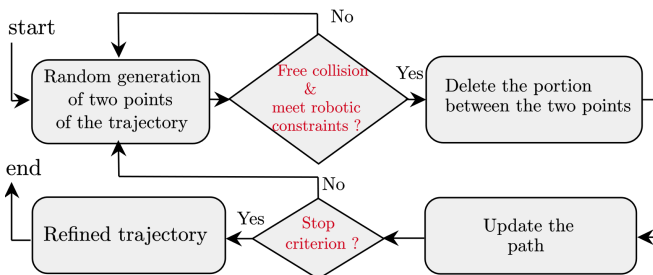 No
start
Random generation
of two points
of the trajectory
Free collision
&
meet robotic
constraints ?
Yes
Delete the portion
between the two points
end
No
Refined trajectory
Yes
Stop
criterion ?
Update the
path